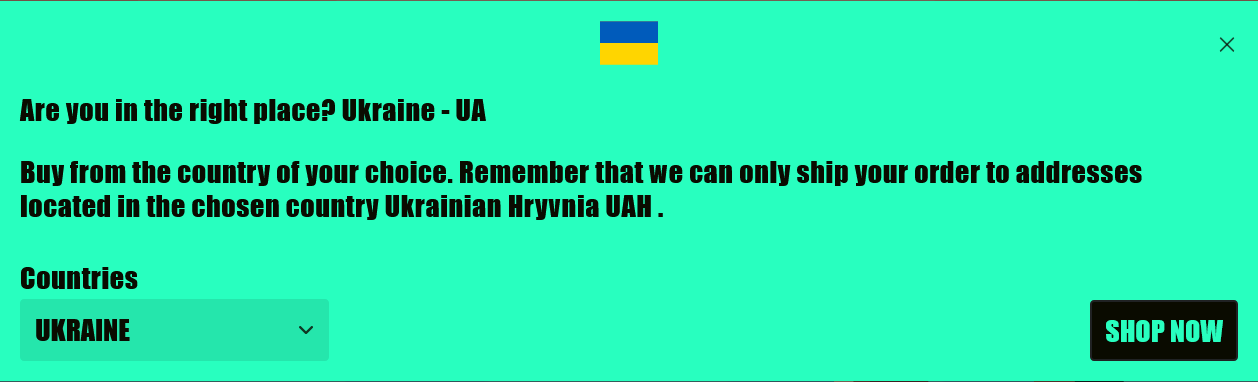 Are you in the right place? Ukraine - UA
Buy from the country of your choice. Remember that we can only ship your order to addresses
located in the chosen country Ukrainian Hryvnia UAH .
Countries
UKRAINE
SHOP NOW